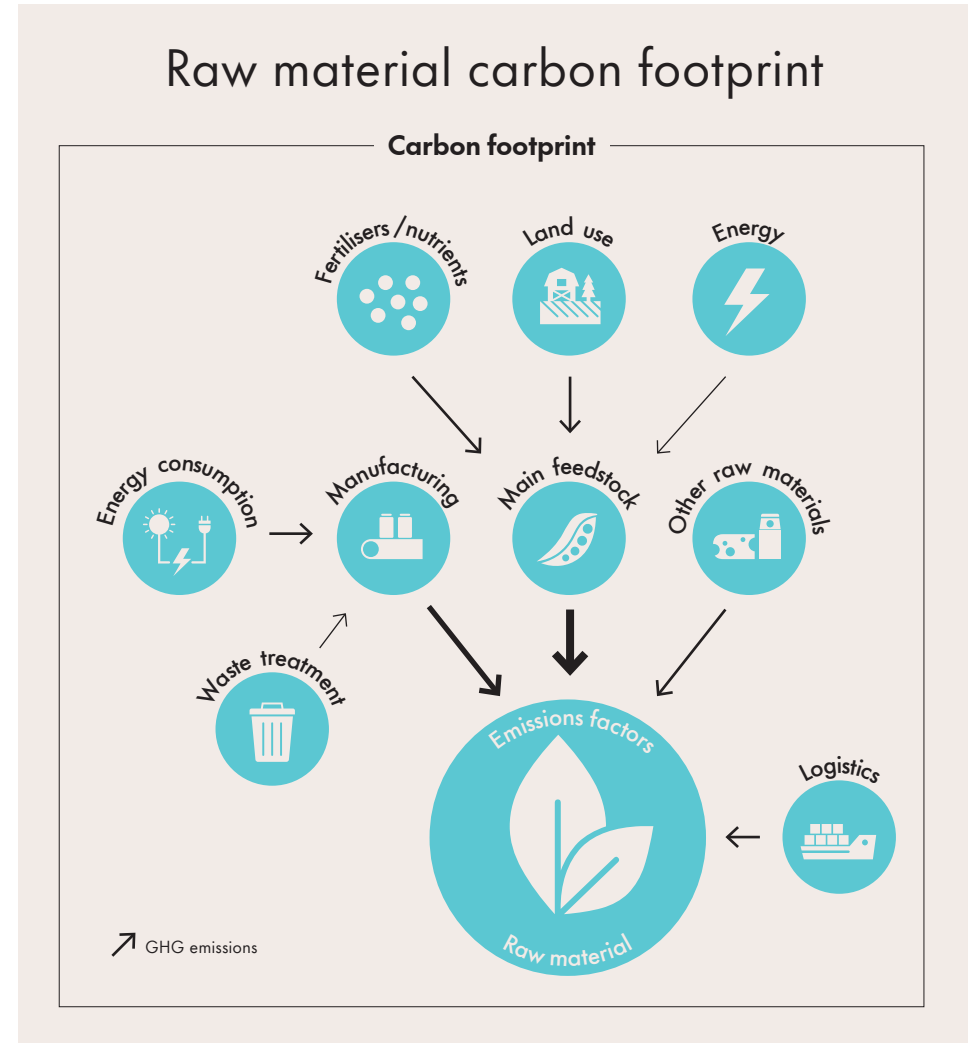 Raw material carbon footprint
Carbon footprint
Fertilisers/nutrients
Land use
Energy
Energy consumption
Manufacturing
Main feedstock
Other raw materials
Waste treatment
Emissions factors
Logistics
Raw material
GHG emissions